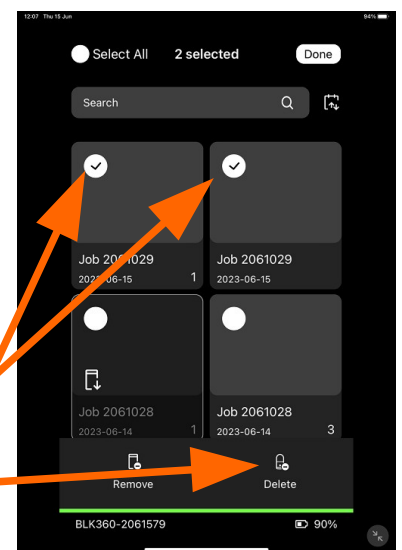 12:07 Thu 15 Jun 94%
Select All 2 selected Done
Search
Job 2061029 Job 2061029
2023-06-15 1 2023-06-15
Job 2061028 Job 2061028
2023-06-14 1 2023-06-14 3
Remove Delete
BLK360-2061579 90%